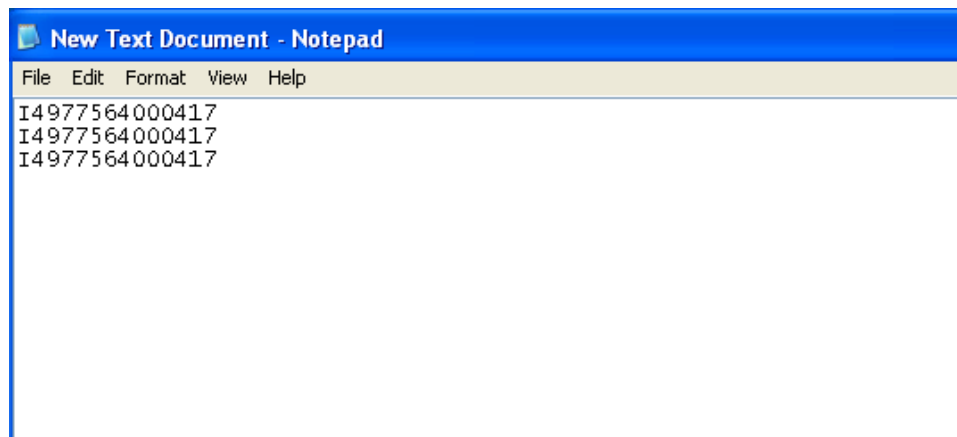 New Text Document - Notepad
File Edit Format View Help
I4977564000417
I4977564000417
I4977564000417